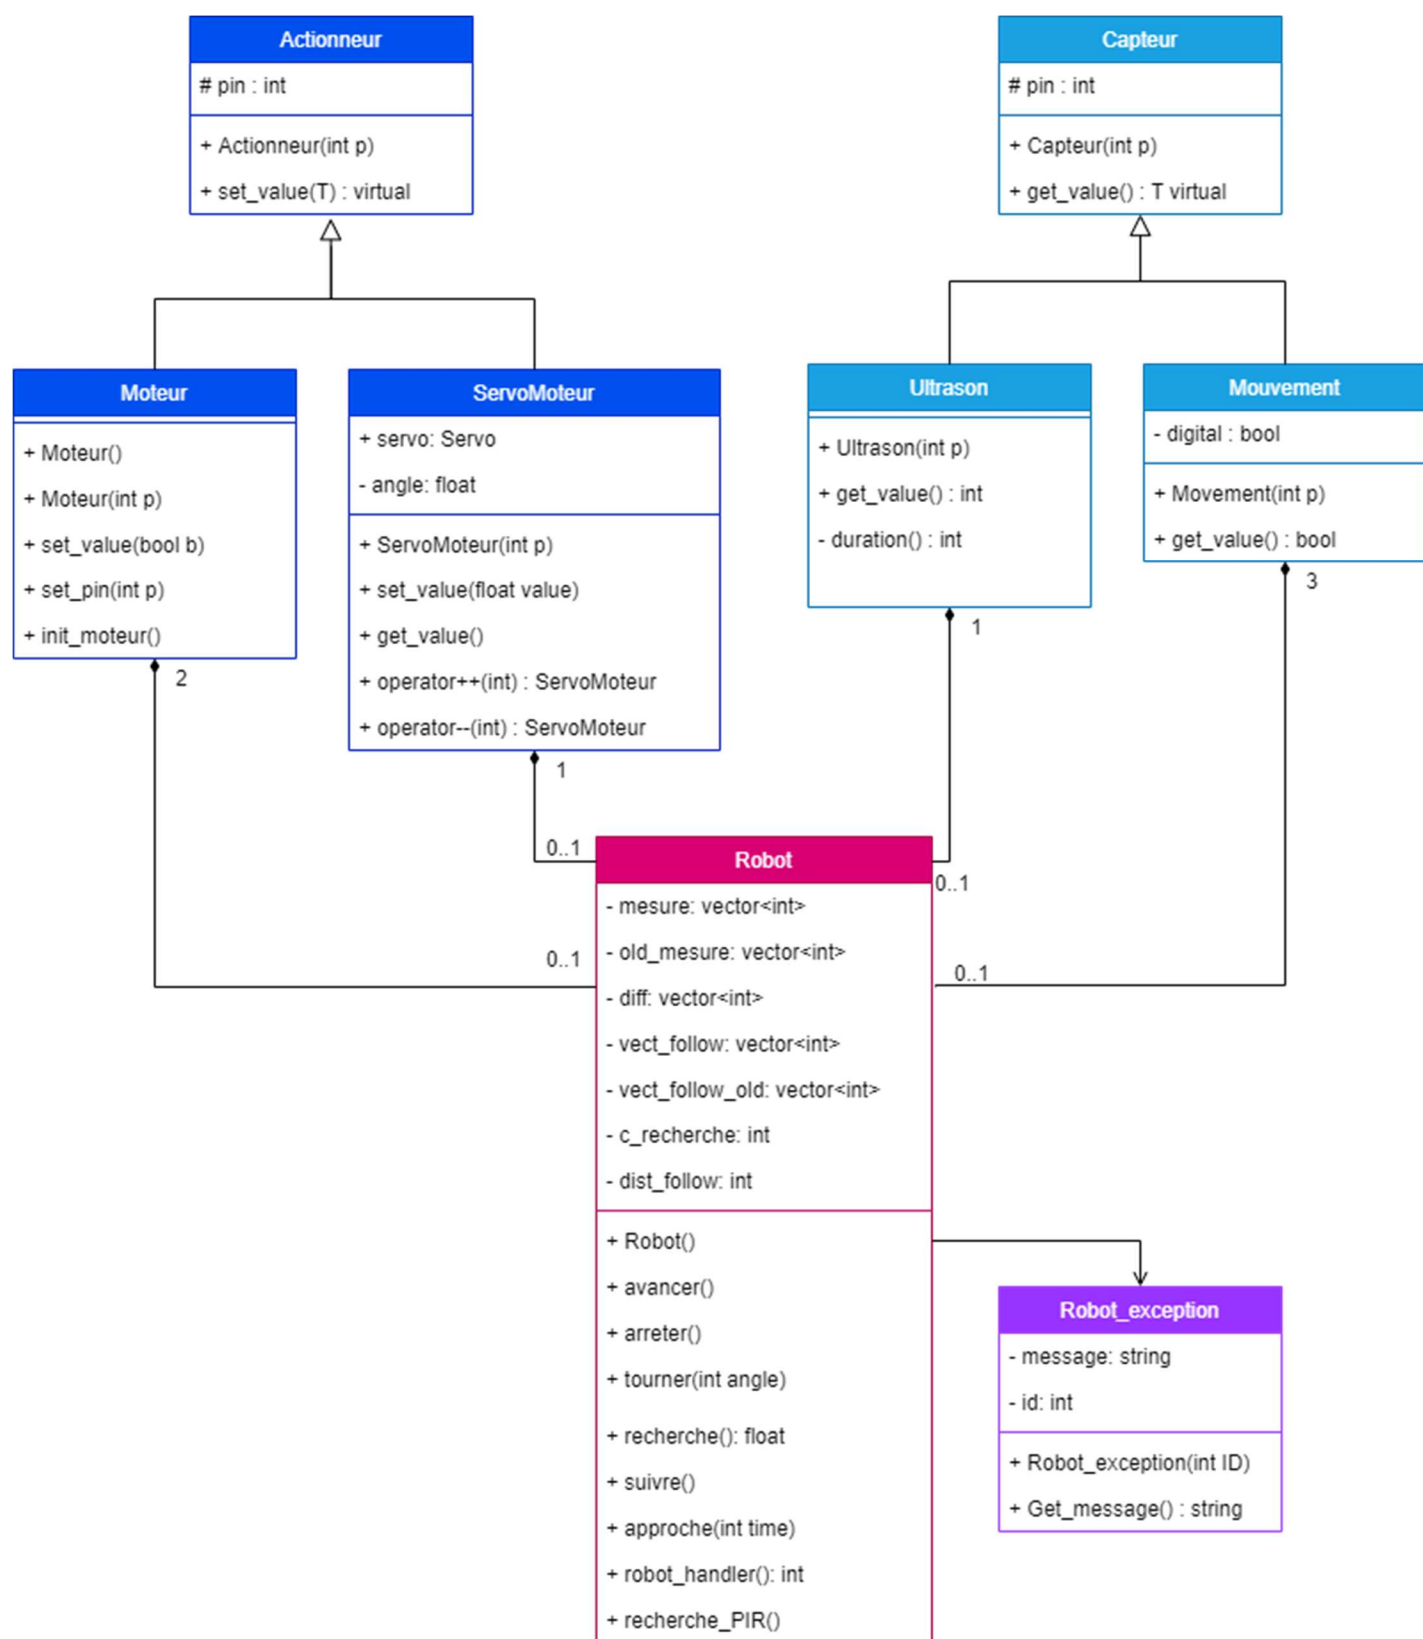 Actionneur
# pin : int
+ Actionneur(int p)
+ set_value(T) : virtual
Capteur
# pin : int
+ Capteur(int p)
+ get_value() : T virtual
Moteur
+ Moteur()
+ Moteur(int p)
+ set_value(bool b)
+ set_pin(int p)
+ init_moteur()
2
ServoMoteur
+ servo: Servo
- angle: float
+ ServoMoteur(int p)
+ set_value(float value)
+ get_value()
+ operator++(int) : ServoMoteur
+ operator--(int) : ServoMoteur
1
Ultrason
+ Ultrason(int p)
+ get_value() : int
- duration() : int
1
Mouvement
- digital : bool
+ Movement(int p)
+ get_value() : bool
3
0..1
0..1
0..1
0..1
Robot
- mesure: vector<int>
- old_mesure: vector<int>
- diff: vector<int>
- vect_follow: vector<int>
- vect_follow_old: vector<int>
- c_recherche: int
- dist_follow: int
+ Robot()
+ avancer()
+ arreter()
+ tourner(int angle)
+ recherche(): float
+ suivre()
+ approche(int time)
+ robot_handler(): int
+ recherche_PIR()
Robot_exception
- message: string
- id: int
+ Robot_exception(int ID)
+ Get_message() : string